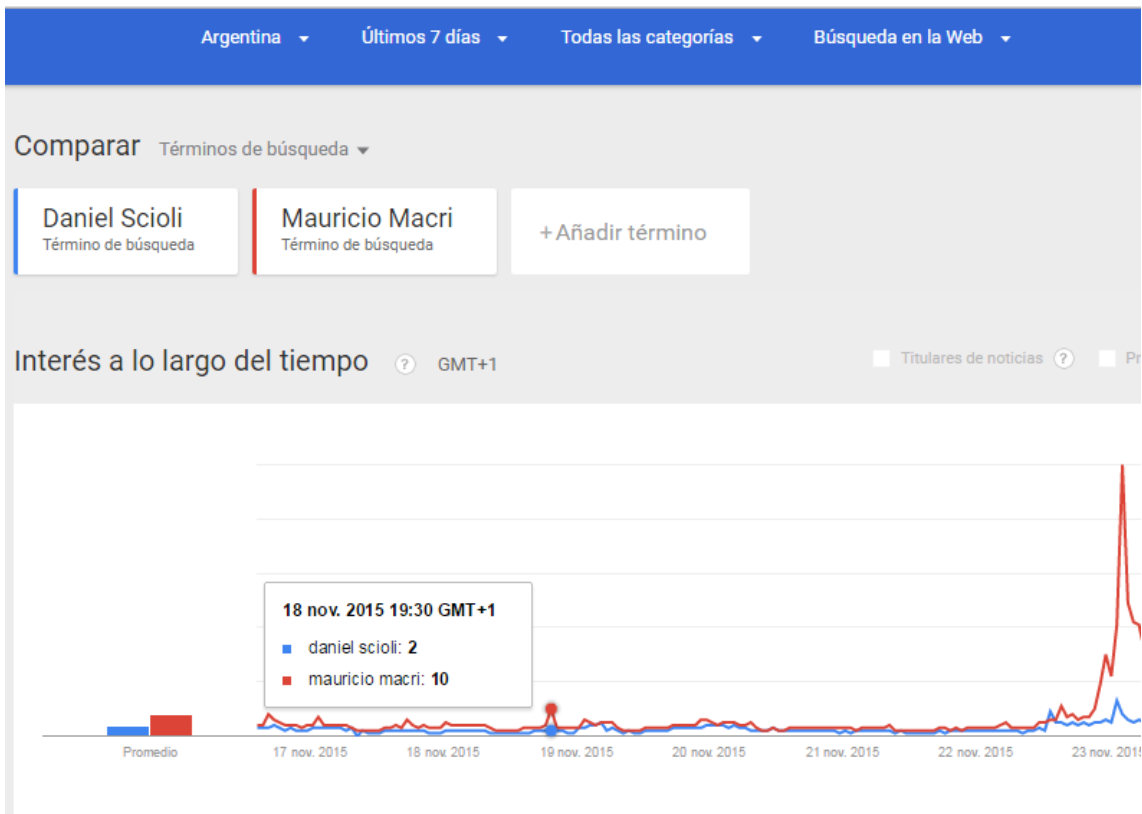 Argentina Últimos 7 días Todas las categorías Búsqueda en la Web
Comparar Términos de búsqueda
Daniel Scioli
Término de búsqueda
Mauricio Macri
Término de búsqueda
+Añadir término
Interés a lo largo del tiempo ? GMT+1
Titulares de noticias ? Pr
18 nov. 2015 19:30 GMT+1
daniel scioli: 2
mauricio macri: 10
Promedio 17 nov. 2015 18 nov. 2015 19 nov. 2015 20 nov. 2015 21 nov. 2015 22 nov. 2015 23 nov. 2015